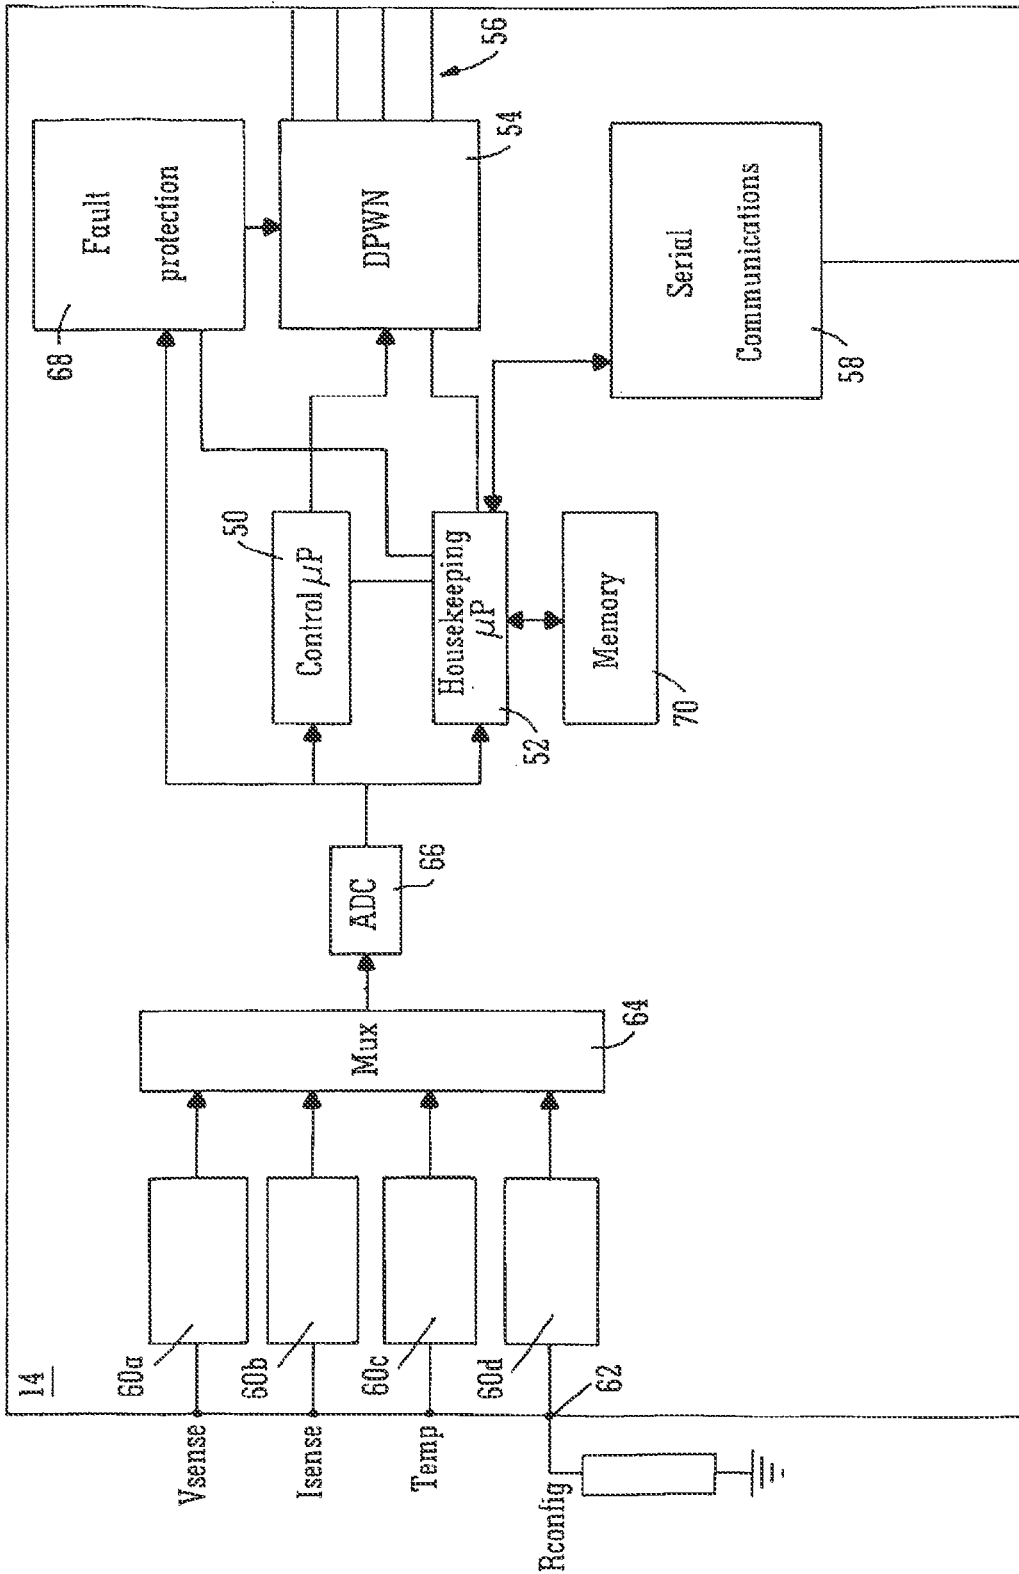 14
Vsense
60a
Isense
60b
Temp
60c
Rconfig
60d
62
Mux
64
ADC
66
Control μP
50
Housekeeping
μP
52
Memory
70
Fault
protection
68
DPWN
54
56
Serial
Communications
58